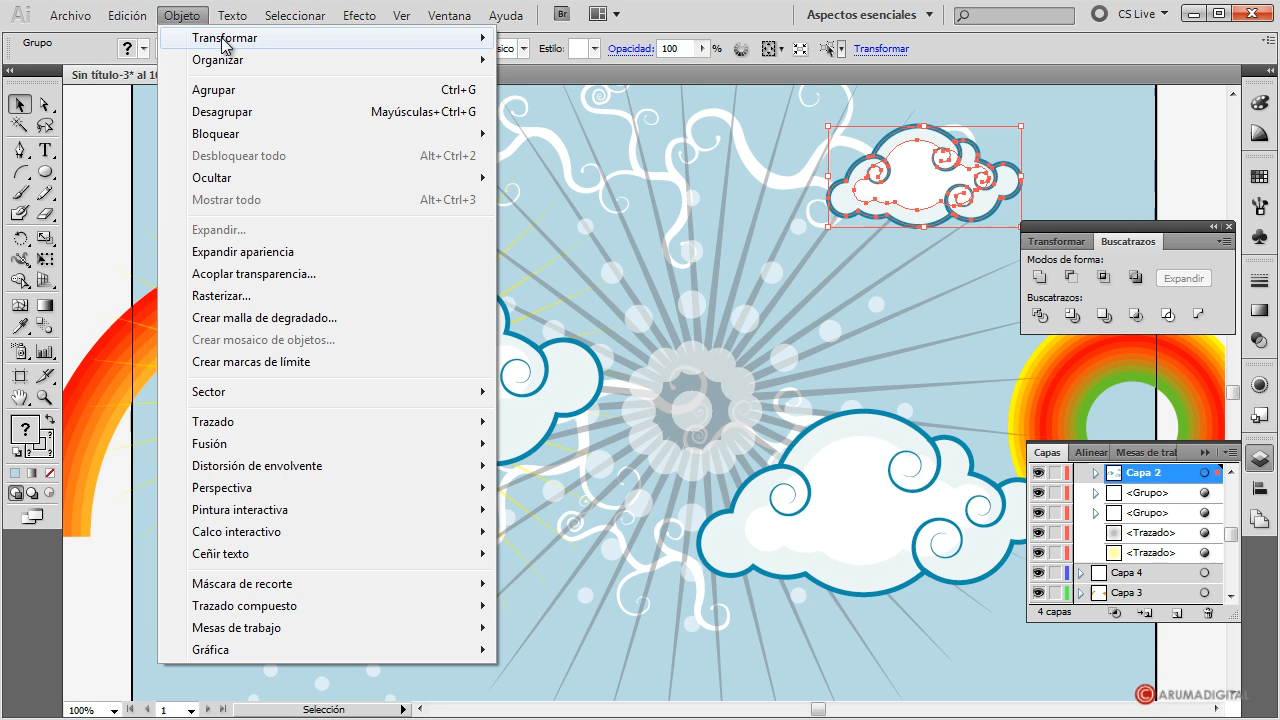 Ai Archivo Edición Objeto Texto Seleccionar Efecto Ver Ventana Ayuda Br Aspectos esenciales CS Live
Grupo ? sico Estilo: Opacidad: 100 % Transformar
Sin título-3* al 10
Transformar
Organizar
Agrupar Ctrl+G
Desagrupar Mayúsculas+Ctrl+G
Bloquear
Desbloquear todo Alt+Ctrl+2
Ocultar
Mostrar todo Alt+Ctrl+3
Expandir...
Expandir apariencia
Acoplar transparencia...
Rasterizar...
Crear malla de degradado...
Crear mosaico de objetos...
Crear marcas de límite
Sector
Trazado
Fusión
Distorsión de envolvente
Perspectiva
Pintura interactiva
Calco interactivo
Ceñir texto
Máscara de recorte
Trazado compuesto
Mesas de trabajo
Gráfica
T
?
Transformar Buscatrazos
Modos de forma:
Expandir
Buscatrazos:
Capas Alinear Mesas de tral
Capa 2
<Grupo>
<Grupo>
<Trazado>
<Trazado>
Capa 4
Capa 3
4 capas
100% 1 Selección
C ARUMADIGITAL